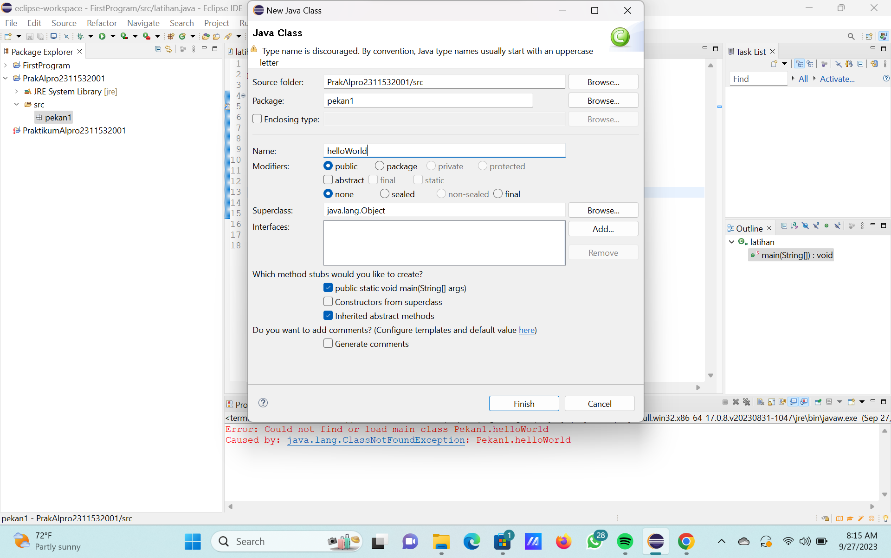 eclipse-workspace - FirstProgram/src/latihan.java - Eclipse IDE
New Java Class
File Edit Source Refactor Navigate Search Project
Java Class
Type name is discouraged. By convention, Java type names usually start with an uppercase
letter
Package Explorer
FirstProgram
PrakAlpro2311532001
JRE System Library [jre]
src
pekan1
PraktikumAlpro2311532001
1
2
3
4
5
6
7
8
9
10
11
12
13
14
15
16
17
18
Source folder: PrakAlpro2311532001/src Browse...
Package: pekan1 Browse...
Enclosing type: Browse...
Name: helloWorld
Modifiers: public package private protected
abstract final static
none sealed non-sealed final
Superclass: java.lang.Object Browse...
Interfaces: Add...
Remove
Which method stubs would you like to create?
public static void main(String[] args)
Constructors from superclass
Inherited abstract methods
Do you want to add comments? (Configure templates and default value here)
Generate comments
Finish Cancel
Task List
Find All Activate...
Outline
latihan
main(String[]) : void
ull.win32.x86_64_17.0.8.v20230831-1047\jre\bin\javaw.exe (Sep 27,
Error: Could not find or load main class Pekan1.helloWorld
Caused by: java.lang.ClassNotFoundException: Pekan1.helloWorld
pekan1 - PrakAlpro2311532001/src
72°F
Partly sunny
Search
1
28
8:15 AM
9/27/2023